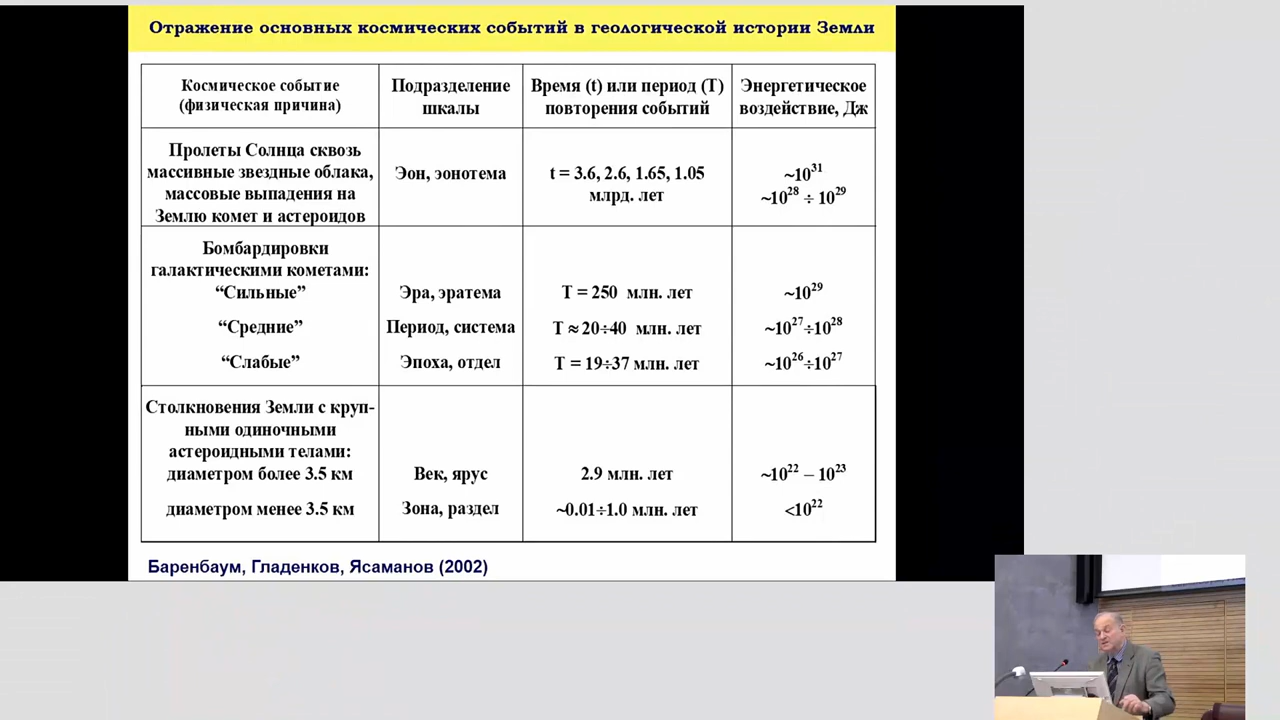 Отражение основных космических событий в геологической истории Земли
Космическое событие
(физическая причина)
Подразделение
шкалы
Время (t) или период (T)
повторения событий
Энергетическое
воздействие, Дж
Пролеты Солнца сквозь
массивные звездные облака,
массовые выпадения на
Землю комет и астероидов
Эон, эонотема
t = 3.6, 2.6, 1.65, 1.05
млрд. лет
~10³¹
~10²⁸ ÷ 10²⁹
Бомбардировки
галактическими кометами:
“Сильные”
Эра, эратема
T = 250 млн. лет
~10²⁹
“Средние”
Период, система
T ≈ 20÷40 млн. лет
~10²⁷÷10²⁸
“Слабые”
Эпоха, отдел
T = 19÷37 млн. лет
~10²⁶÷10²⁷
Столкновения Земли с круп-
ными одиночными
астероидными телами:
диаметром более 3.5 км
Век, ярус
2.9 млн. лет
~10²² – 10²³
диаметром менее 3.5 км
Зона, раздел
~0.01÷1.0 млн. лет
<10²²
Баренбаум, Гладенков, Ясаманов (2002)